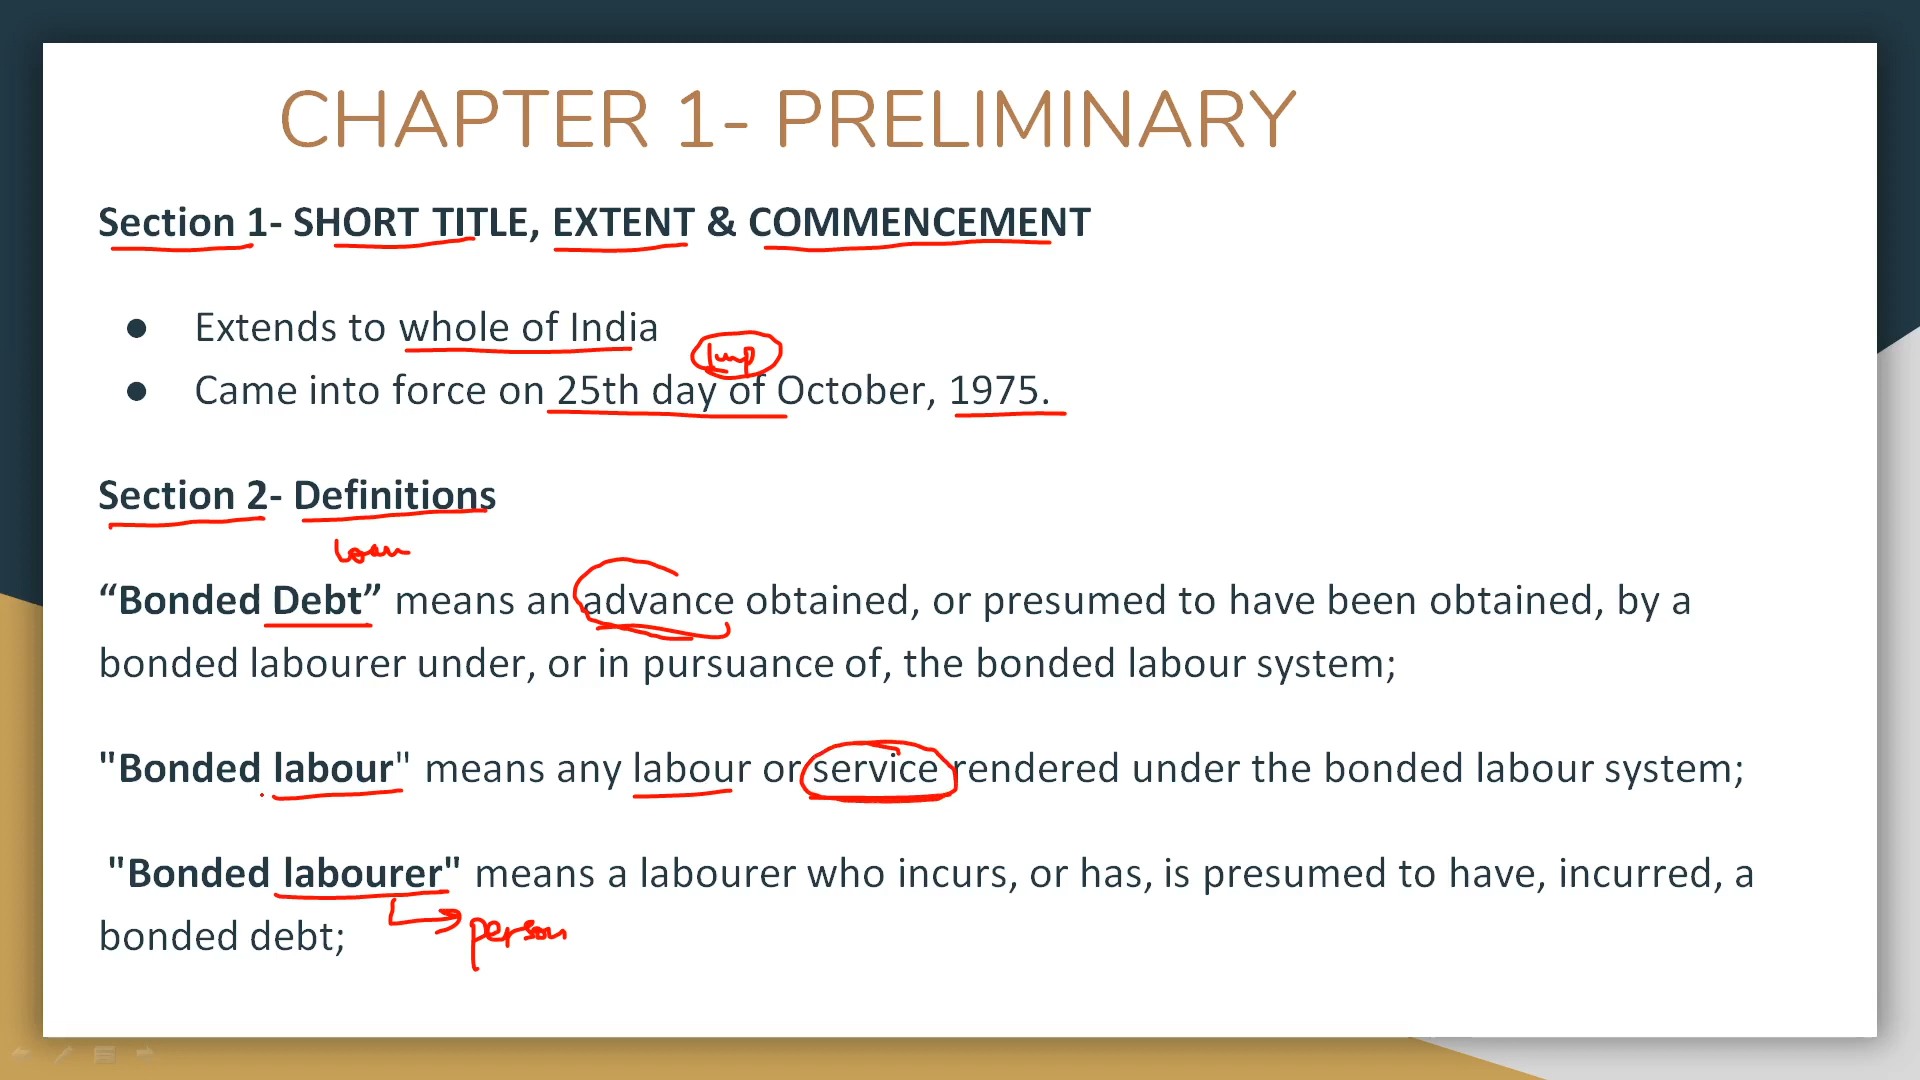 CHAPTER 1- PRELIMINARY
Section 1- SHORT TITLE, EXTENT & COMMENCEMENT
● Extends to whole of India
Imp
● Came into force on 25th day of October, 1975.
Section 2- Definitions
loan
“Bonded Debt” means an advance obtained, or presumed to have been obtained, by a
bonded labourer under, or in pursuance of, the bonded labour system;
"Bonded labour" means any labour or service rendered under the bonded labour system;
"Bonded labourer" means a labourer who incurs, or has, is presumed to have, incurred, a
bonded debt;
person